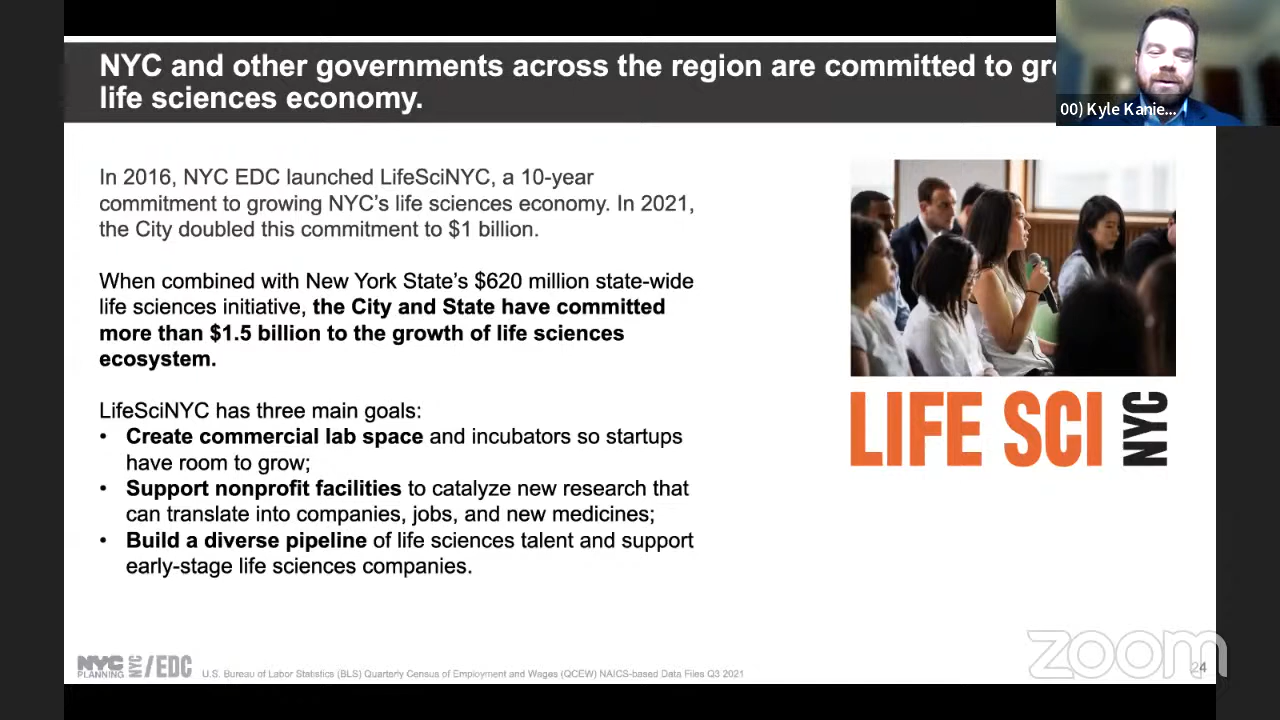 NYC and other governments across the region are committed to gr
life sciences economy.
00) Kyle Kanie...
In 2016, NYC EDC launched LifeSciNYC, a 10-year
commitment to growing NYC's life sciences economy. In 2021,
the City doubled this commitment to $1 billion.
When combined with New York State's $620 million state-wide
life sciences initiative, the City and State have committed
more than $1.5 billion to the growth of life sciences
ecosystem.
LifeSciNYC has three main goals:
• Create commercial lab space and incubators so startups
have room to grow;
• Support nonprofit facilities to catalyze new research that
can translate into companies, jobs, and new medicines;
• Build a diverse pipeline of life sciences talent and support
early-stage life sciences companies.
LIFE SCI NYC
NYC PLANNING
NYC/EDC
U.S. Bureau of Labor Statistics (BLS) Quarterly Census of Employment and Wages (QCEW) NAICS-based Data Files Q3 2021
zoom
24